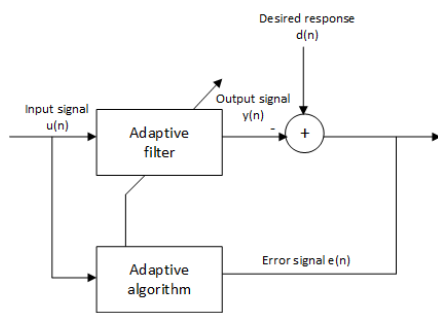 Desired response
d(n)
Input signal
u(n)
Output signal
y(n)
Adaptive
filter
-
+
Error signal e(n)
Adaptive
algorithm